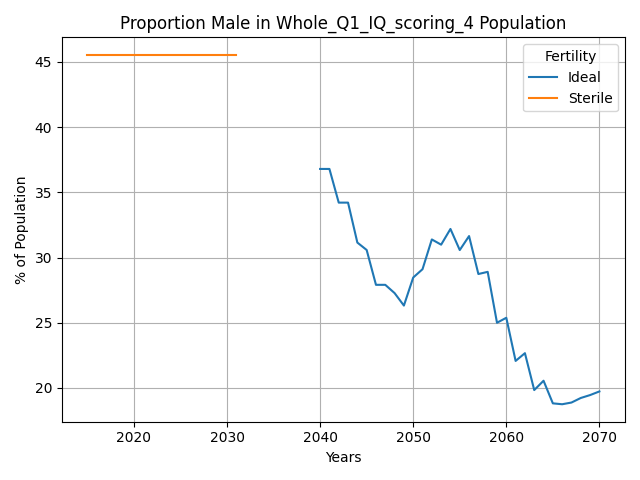 Proportion Male in Whole_Q1_IQ_scoring_4 Population
% of Population
45
40
35
30
25
20
Fertility
Ideal
Sterile
2020 2030 2040 2050 2060 2070
Years